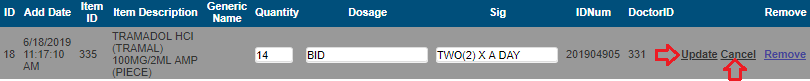 ID Add Date Item ID Item Description Generic Name Quantity Dosage Sig IDNum DoctorID Remove
18 6/18/2019 11:17:10 AM 335 TRAMADOL HCl (TRAMAL) 100MG/2ML AMP (PIECE) 14 BID TWO(2) X A DAY 201904905 331 Update Cancel Remove